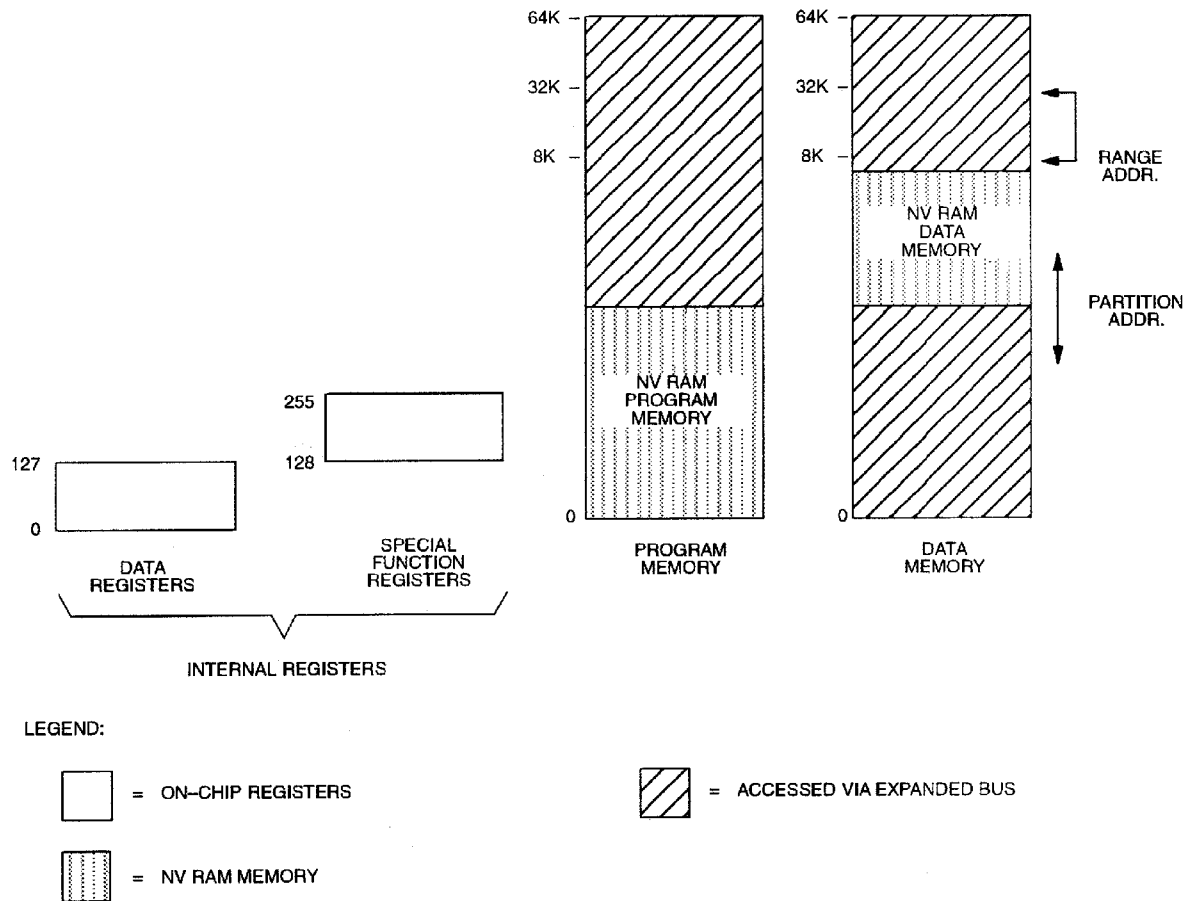 64K
32K
8K
0
NV RAM
PROGRAM
MEMORY
PROGRAM
MEMORY
64K
32K
8K
0
NV RAM
DATA
MEMORY
DATA
MEMORY
RANGE
ADDR.
PARTITION
ADDR.
127
0
DATA
REGISTERS
255
128
SPECIAL
FUNCTION
REGISTERS
INTERNAL REGISTERS
LEGEND:
= ON–CHIP REGISTERS
= ACCESSED VIA EXPANDED BUS
= NV RAM MEMORY